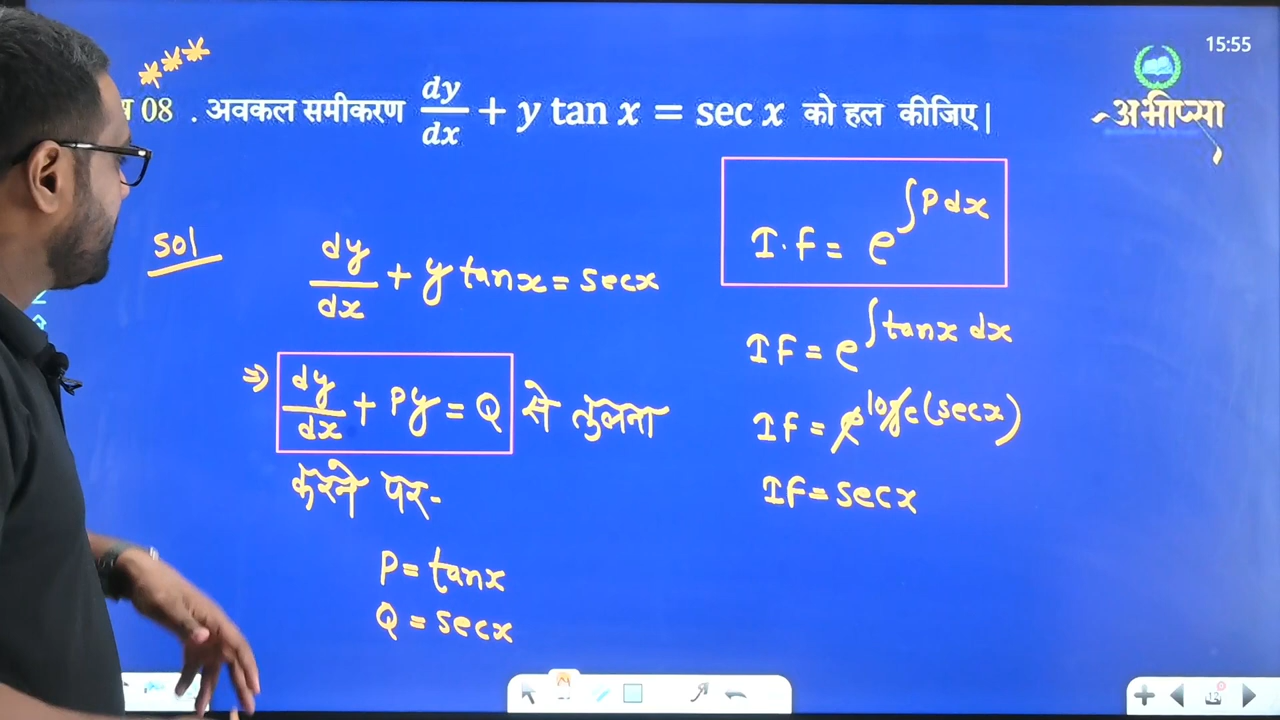 15:55
08 . अवकल समीकरण dy/dx + y tan x = sec x को हल कीजिए |
अभीप्सा
Sol
dy/dx + y tanx = secx
⇒ dy/dx + Py = Q से तुलना
करने पर-
P = tanx
Q = secx
I.F = e^∫Pdx
IF = e^∫tanx dx
IF = e^loge(secx)
IF = secx